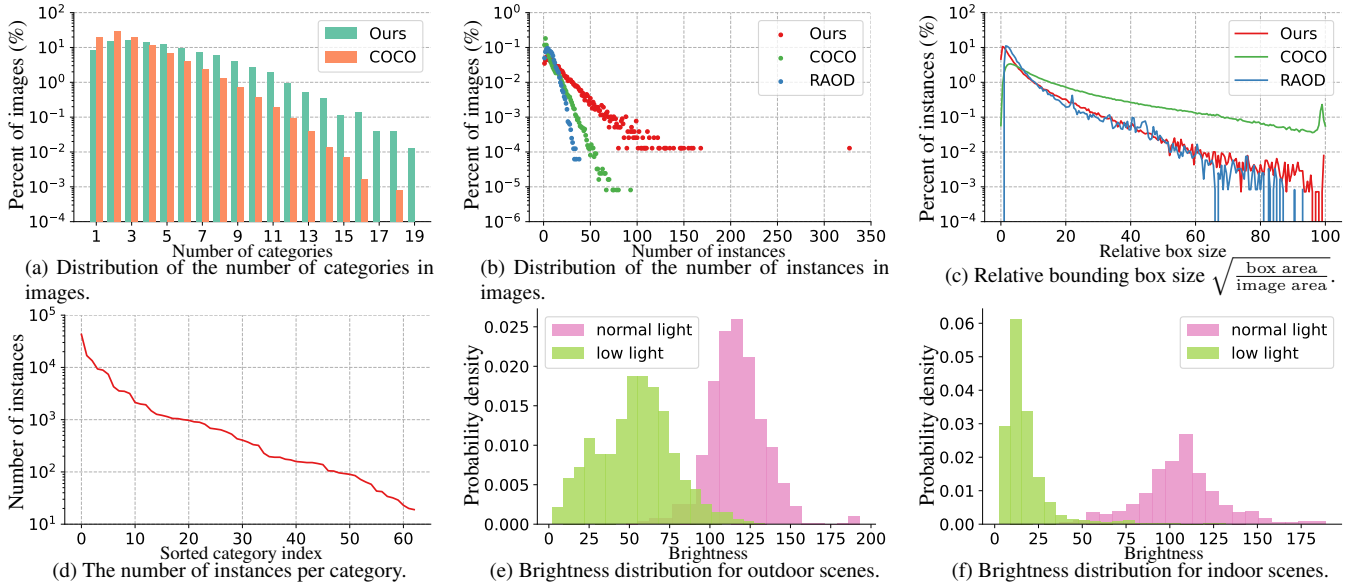 Percent of images (%)
10² 10¹ 10⁰ 10⁻¹ 10⁻² 10⁻³ 10⁻⁴
Ours
COCO
1 3 5 7 9 11 13 15 17 19
Number of categories
(a) Distribution of the number of categories in
images.
Percent of images (%)
10⁰ 10⁻¹ 10⁻² 10⁻³ 10⁻⁴ 10⁻⁵ 10⁻⁶
Ours
COCO
RAOD
0 50 100 150 200 250 300 350
Number of instances
(b) Distribution of the number of instances in
images.
Percent of instances (%)
10² 10¹ 10⁰ 10⁻¹ 10⁻² 10⁻³ 10⁻⁴
Ours
COCO
RAOD
0 20 40 60 80 100
Relative box size
(c) Relative bounding box size √(box area / image area).
Number of instances
10⁵ 10⁴ 10³ 10² 10¹
0 10 20 30 40 50 60
Sorted category index
(d) The number of instances per category.
Probability density
0.025 0.020 0.015 0.010 0.005 0.000
normal light
low light
0 25 50 75 100 125 150 175 200
Brightness
(e) Brightness distribution for outdoor scenes.
Probability density
0.06 0.05 0.04 0.03 0.02 0.01 0.00
normal light
low light
0 25 50 75 100 125 150 175
Brightness
(f) Brightness distribution for indoor scenes.